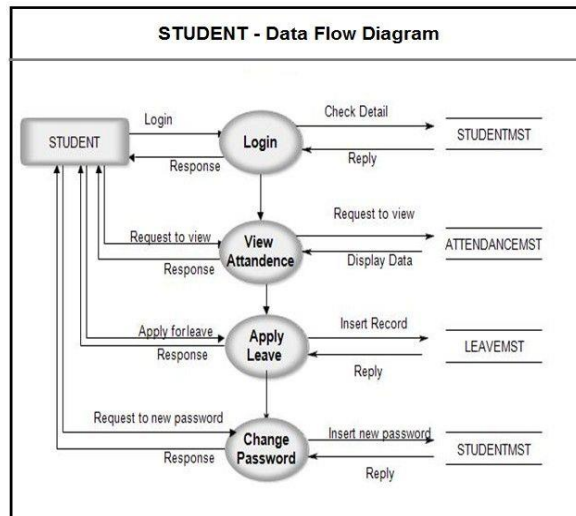 STUDENT - Data Flow Diagram
Login
Check Detail
STUDENT
Login
STUDENTMST
Response
Reply
Request to view
Request to view
View
Attandence
ATTENDANCEMST
Response
Display Data
Apply for leave
Insert Record
Apply
Leave
LEAVEMST
Response
Reply
Request to new password
Insert new password
Change
Password
STUDENTMST
Response
Reply